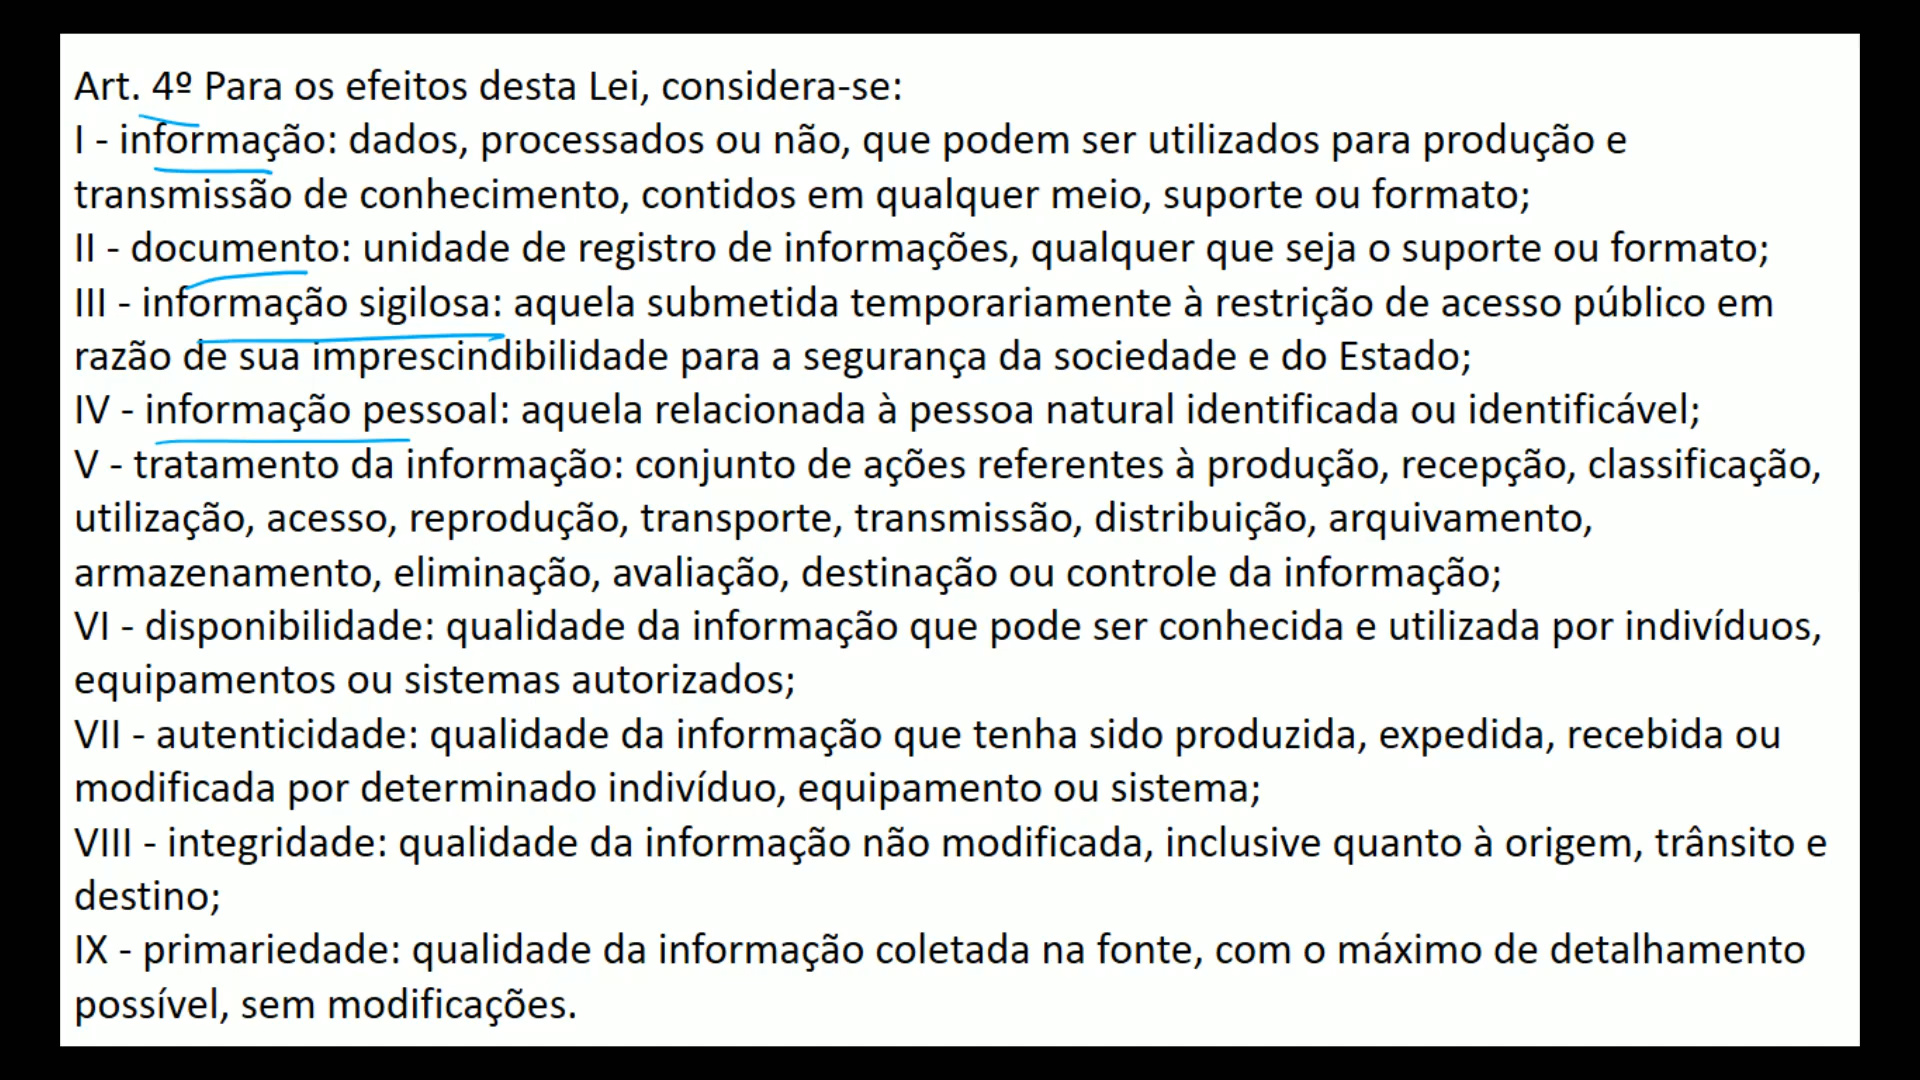 Art. 4º Para os efeitos desta Lei, considera-se:
I - informação: dados, processados ou não, que podem ser utilizados para produção e
transmissão de conhecimento, contidos em qualquer meio, suporte ou formato;
II - documento: unidade de registro de informações, qualquer que seja o suporte ou formato;
III - informação sigilosa: aquela submetida temporariamente à restrição de acesso público em
razão de sua imprescindibilidade para a segurança da sociedade e do Estado;
IV - informação pessoal: aquela relacionada à pessoa natural identificada ou identificável;
V - tratamento da informação: conjunto de ações referentes à produção, recepção, classificação,
utilização, acesso, reprodução, transporte, transmissão, distribuição, arquivamento,
armazenamento, eliminação, avaliação, destinação ou controle da informação;
VI - disponibilidade: qualidade da informação que pode ser conhecida e utilizada por indivíduos,
equipamentos ou sistemas autorizados;
VII - autenticidade: qualidade da informação que tenha sido produzida, expedida, recebida ou
modificada por determinado indivíduo, equipamento ou sistema;
VIII - integridade: qualidade da informação não modificada, inclusive quanto à origem, trânsito e
destino;
IX - primariedade: qualidade da informação coletada na fonte, com o máximo de detalhamento
possível, sem modificações.